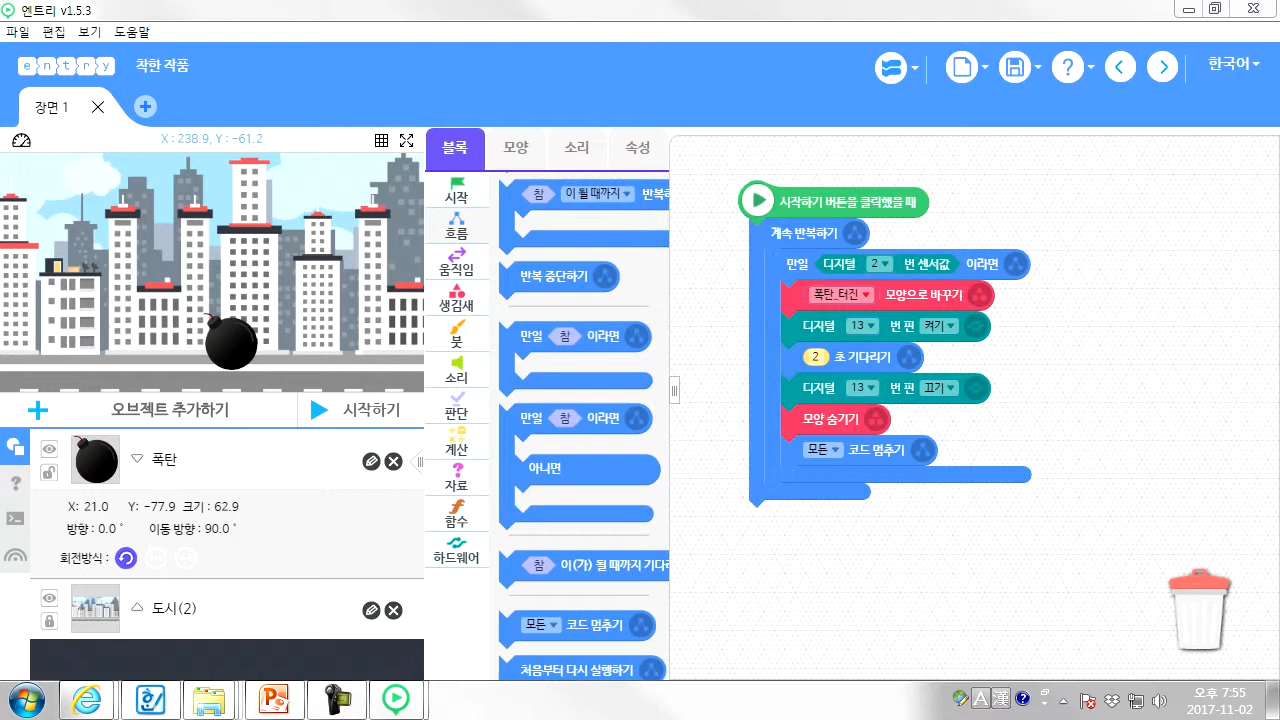 엔트리 v1.5.3
파일 편집 보기 도움말
entry 착한 작품
한국어
장면 1
X : 238.9, Y : -61.2
블록 모양 소리 속성
시작
흐름
움직임
생김새
붓
소리
판단
계산
자료
함수
하드웨어
참 이 될 때까지 반복하
반복 중단하기
만일 참 이라면
만일 참 이라면
아니면
참 이(가) 될 때까지 기다리
모든 코드 멈추기
처음부터 다시 실행하기
시작하기 버튼을 클릭했을 때
계속 반복하기
만일 디지털 2 번 센서값 이라면
폭탄_터진 모양으로 바꾸기
디지털 13 번 핀 켜기
2 초 기다리기
디지털 13 번 핀 끄기
모양 숨기기
모든 코드 멈추기
오브젝트 추가하기 시작하기
폭탄
X: 21.0 Y: -77.9 크기 : 62.9
방향 : 0.0 ˚ 이동 방향 : 90.0 ˚
회전방식 :
도시(2)
A 漢
오후 7:55
2017-11-02